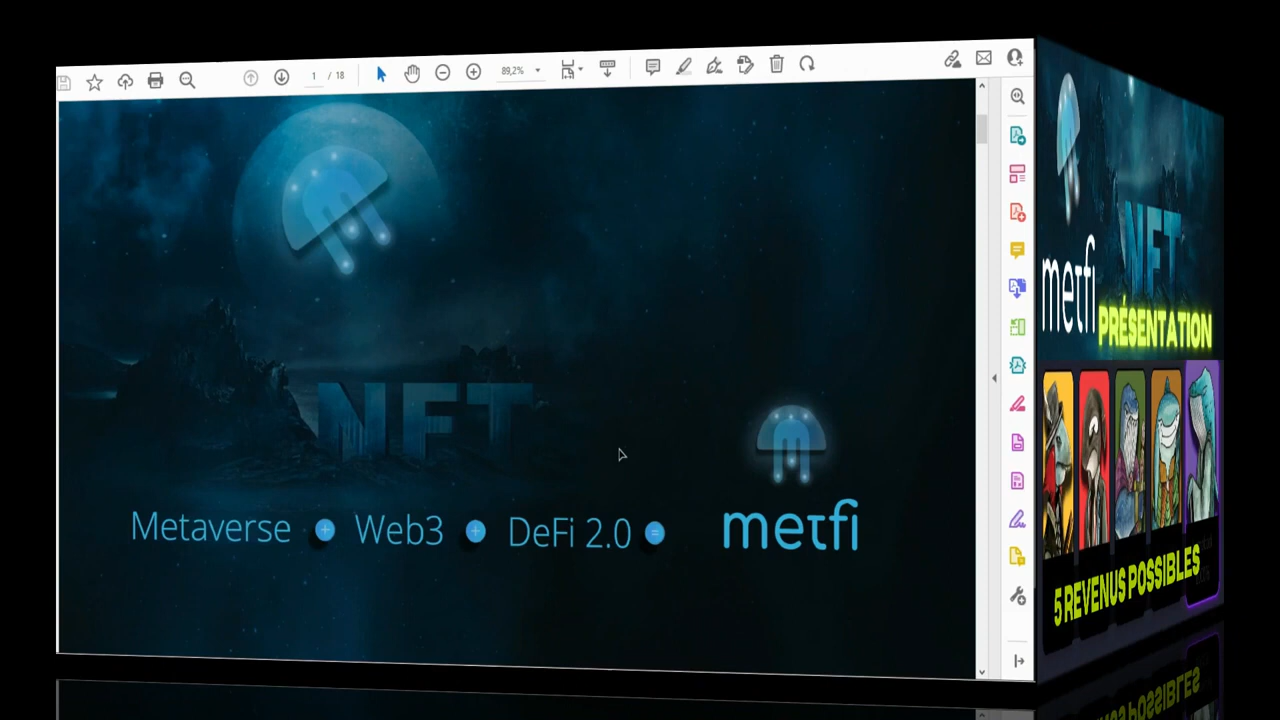 1 / 18
89,2%
NFT
Metaverse + Web3 + DeFi 2.0 =
metfi
NFT
metfi
PRÉSENTATION
5 REVENUS POSSIBLES